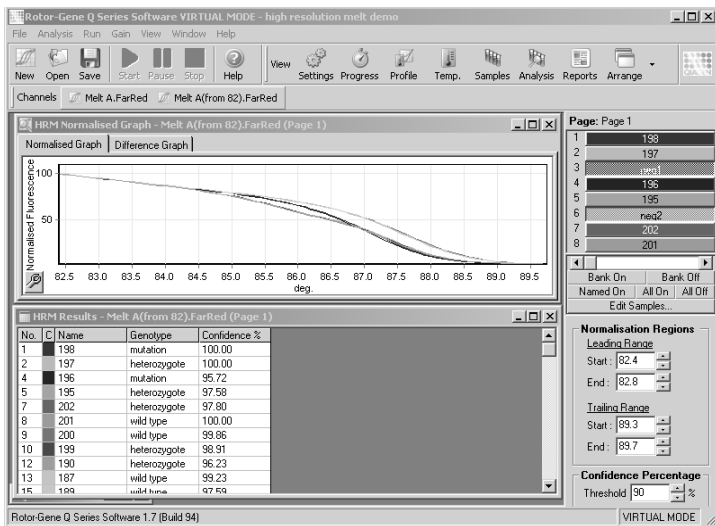 Rotor-Gene Q Series Software VIRTUAL MODE - high resolution melt demo
File Analysis Run Gain View Window Help
New Open Save Start Pause Stop Help View Settings Progress Profile Temp. Samples Analysis Reports Arrange
Channels Melt A.FarRed Melt A(from 82).FarRed
HRM Normalised Graph - Melt A(from 82).FarRed (Page 1)
Normalised Graph Difference Graph
Normalised Fluorescence
100
50
82.5 83.0 83.5 84.0 84.5 85.0 85.5 86.0 86.5 87.0 87.5 88.0 88.5 89.0 89.5
deg.
HRM Results - Melt A(from 82).FarRed (Page 1)
No. C Name Genotype Confidence %
1 198 mutation 100.00
2 197 heterozygote 100.00
4 196 mutation 95.72
5 195 heterozygote 97.58
7 202 heterozygote 97.80
8 201 wild type 100.00
9 200 wild type 99.86
10 199 heterozygote 98.91
12 190 heterozygote 96.23
13 187 wild type 99.23
15 189 wild type 97.59
Page: Page 1
1 198
2 197
3 neg1
4 196
5 195
6 neg2
7 202
8 201
Bank On Bank Off
Named On All On All Off
Edit Samples...
Normalisation Regions
Leading Range
Start : 82.4
End : 82.8
Trailing Range
Start : 89.3
End : 89.7
Confidence Percentage
Threshold 90 %
Rotor-Gene Q Series Software 1.7 (Build 94) VIRTUAL MODE